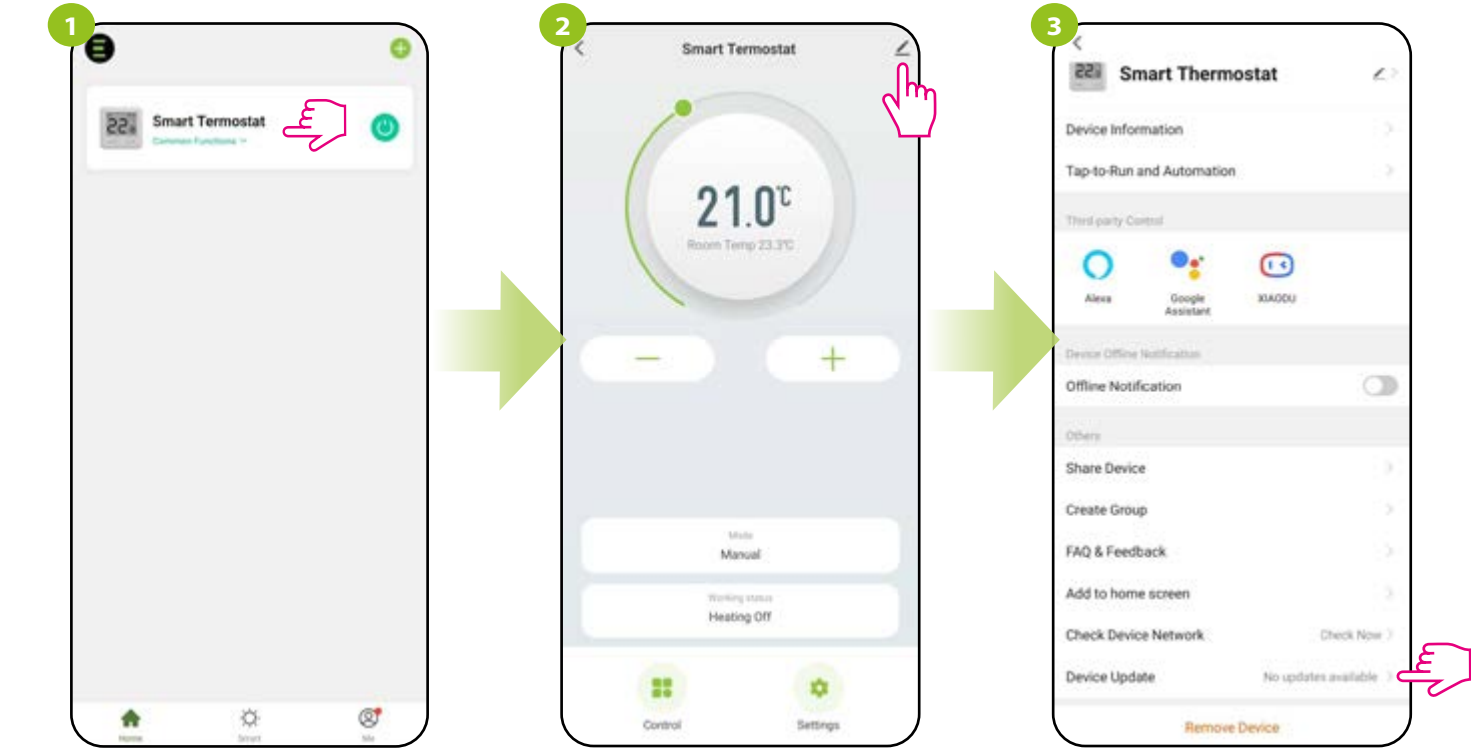 1
22.
Smart Termostat
Common Functions
Home
Smart
Me
2
Smart Termostat
21.0℃
Room Temp 23.3℃
Mode
Manual
Working status
Heating Off
Control
Settings
3
22.
Smart Thermostat
Device Information
Tap-to-Run and Automation
Third-party Control
Alexa
Google
Assistant
XIAODU
Device Offline Notification
Offline Notification
Others
Share Device
Create Group
FAQ & Feedback
Add to home screen
Check Device Network Check Now
Device Update No updates available
Remove Device